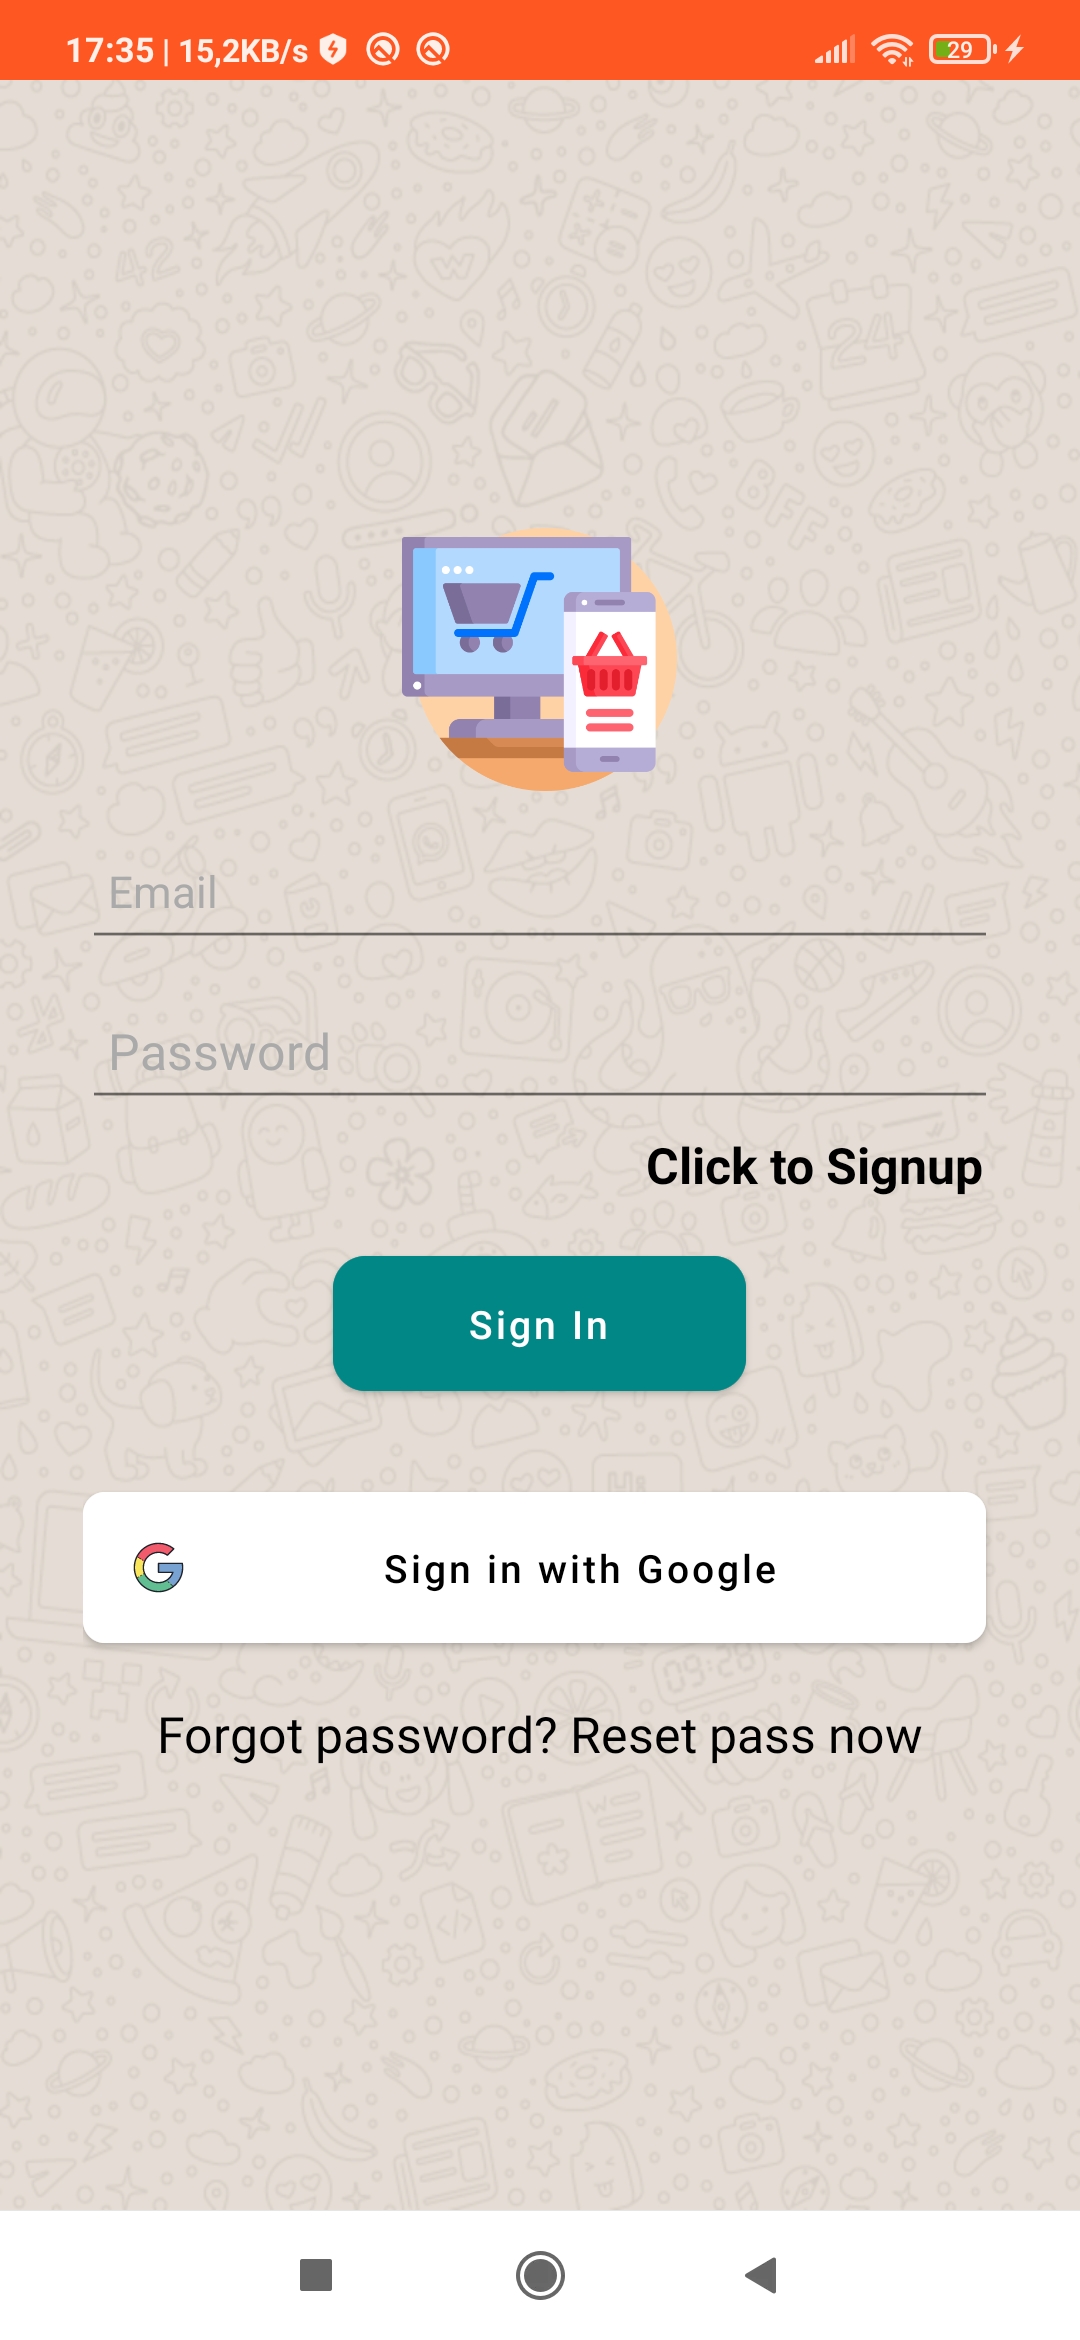 17:35 | 15,2KB/s 29
Email
Password
Click to Signup
Sign In
Sign in with Google
Forgot password? Reset pass now